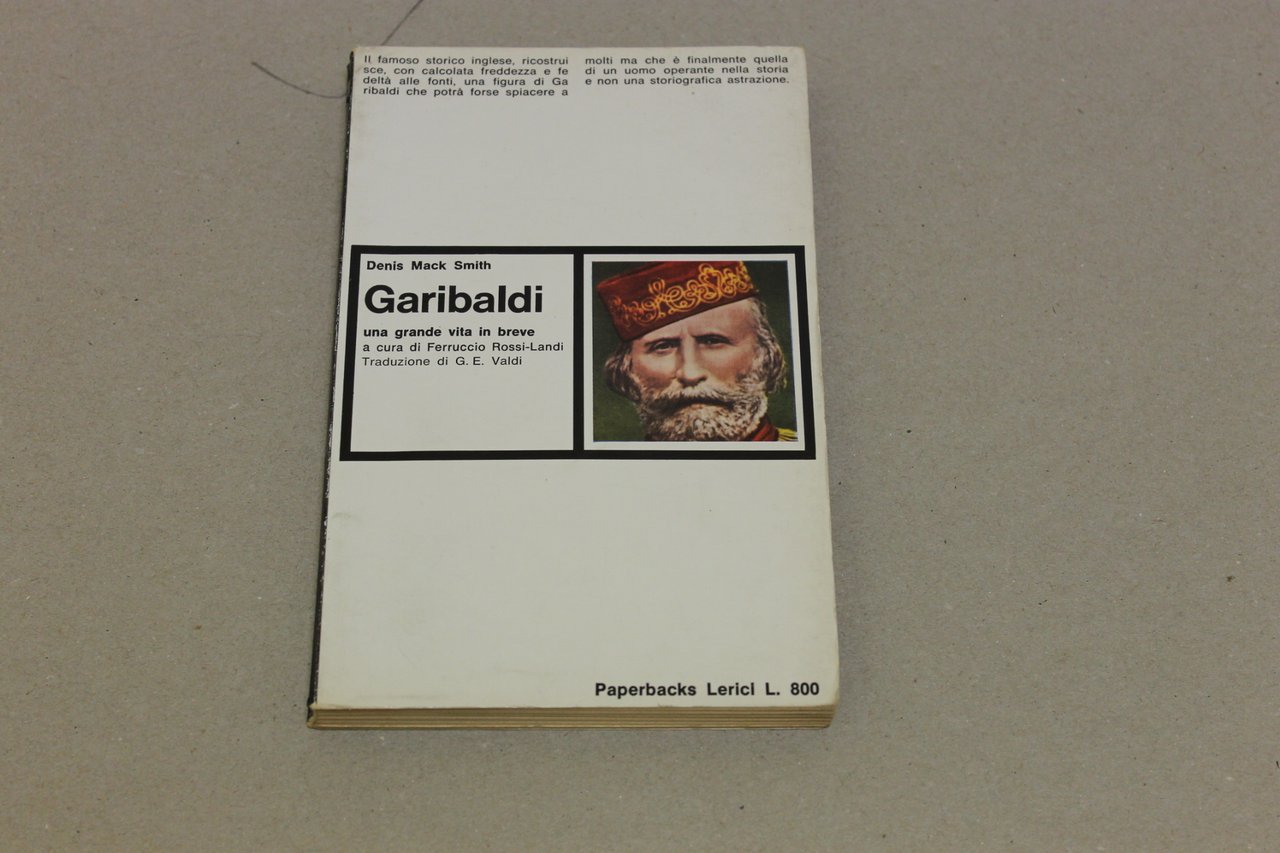 Il famoso storico inglese, ricostrui
sce, con calcolata freddezza e fe
deltà alle fonti, una figura di Ga
ribaldi che potrà forse spiacere a
molti ma che è finalmente quella
di un uomo operante nella storia
e non una storiografica astrazione.
Denis Mack Smith
Garibaldi
una grande vita in breve
a cura di Ferruccio Rossi-Landi
Traduzione di G. E. Valdi
Paperbacks Lerici L. 800